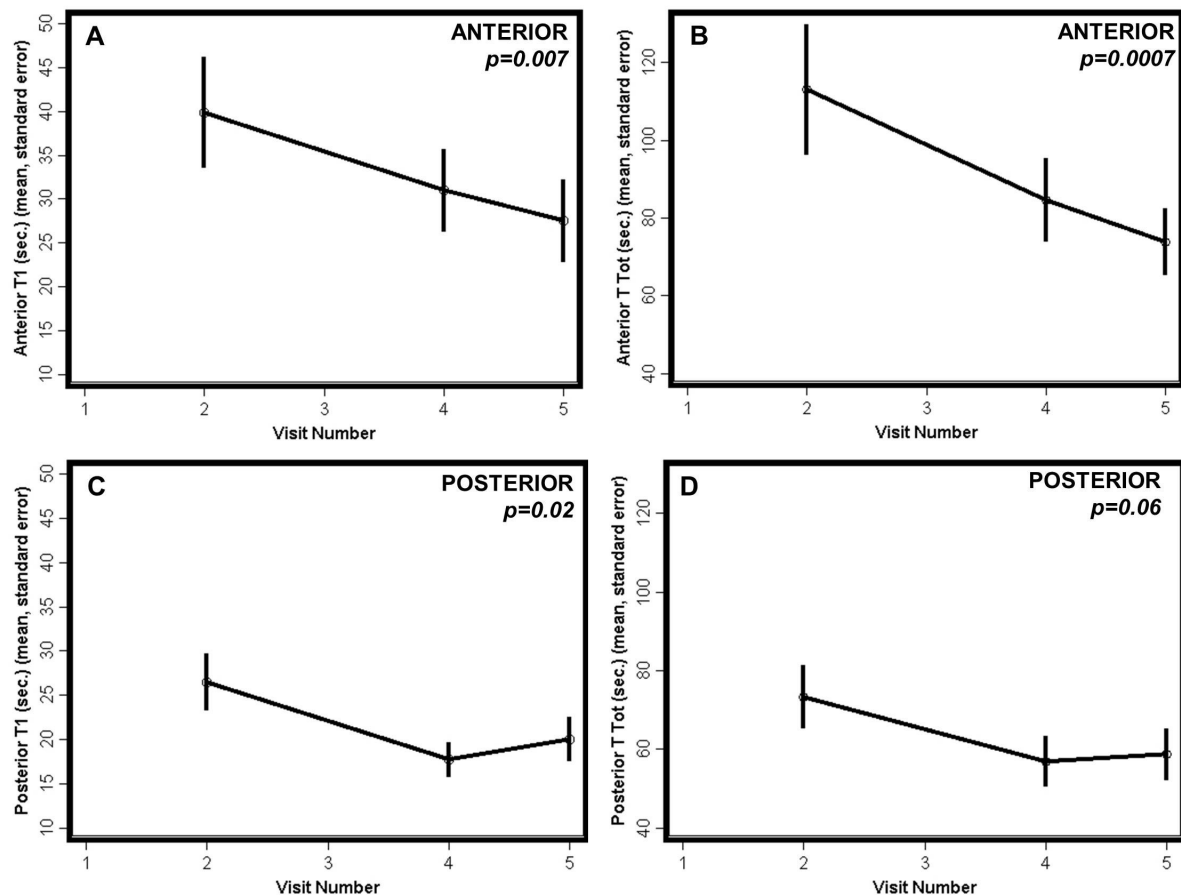 A
ANTERIOR
p=0.007
Anterior T1 (sec.) (mean, standard error)
50
45
40
35
30
25
20
15
10
1 2 3 4 5
Visit Number
B
ANTERIOR
p=0.0007
Anterior T Tot (sec.) (mean, standard error)
120
100
80
60
40
1 2 3 4 5
Visit Number
C
POSTERIOR
p=0.02
Posterior T1 (sec.) (mean, standard error)
50
45
40
35
30
25
20
15
10
1 2 3 4 5
Visit Number
D
POSTERIOR
p=0.06
Posterior T Tot (sec.) (mean, standard error)
120
100
80
60
40
1 2 3 4 5
Visit Number